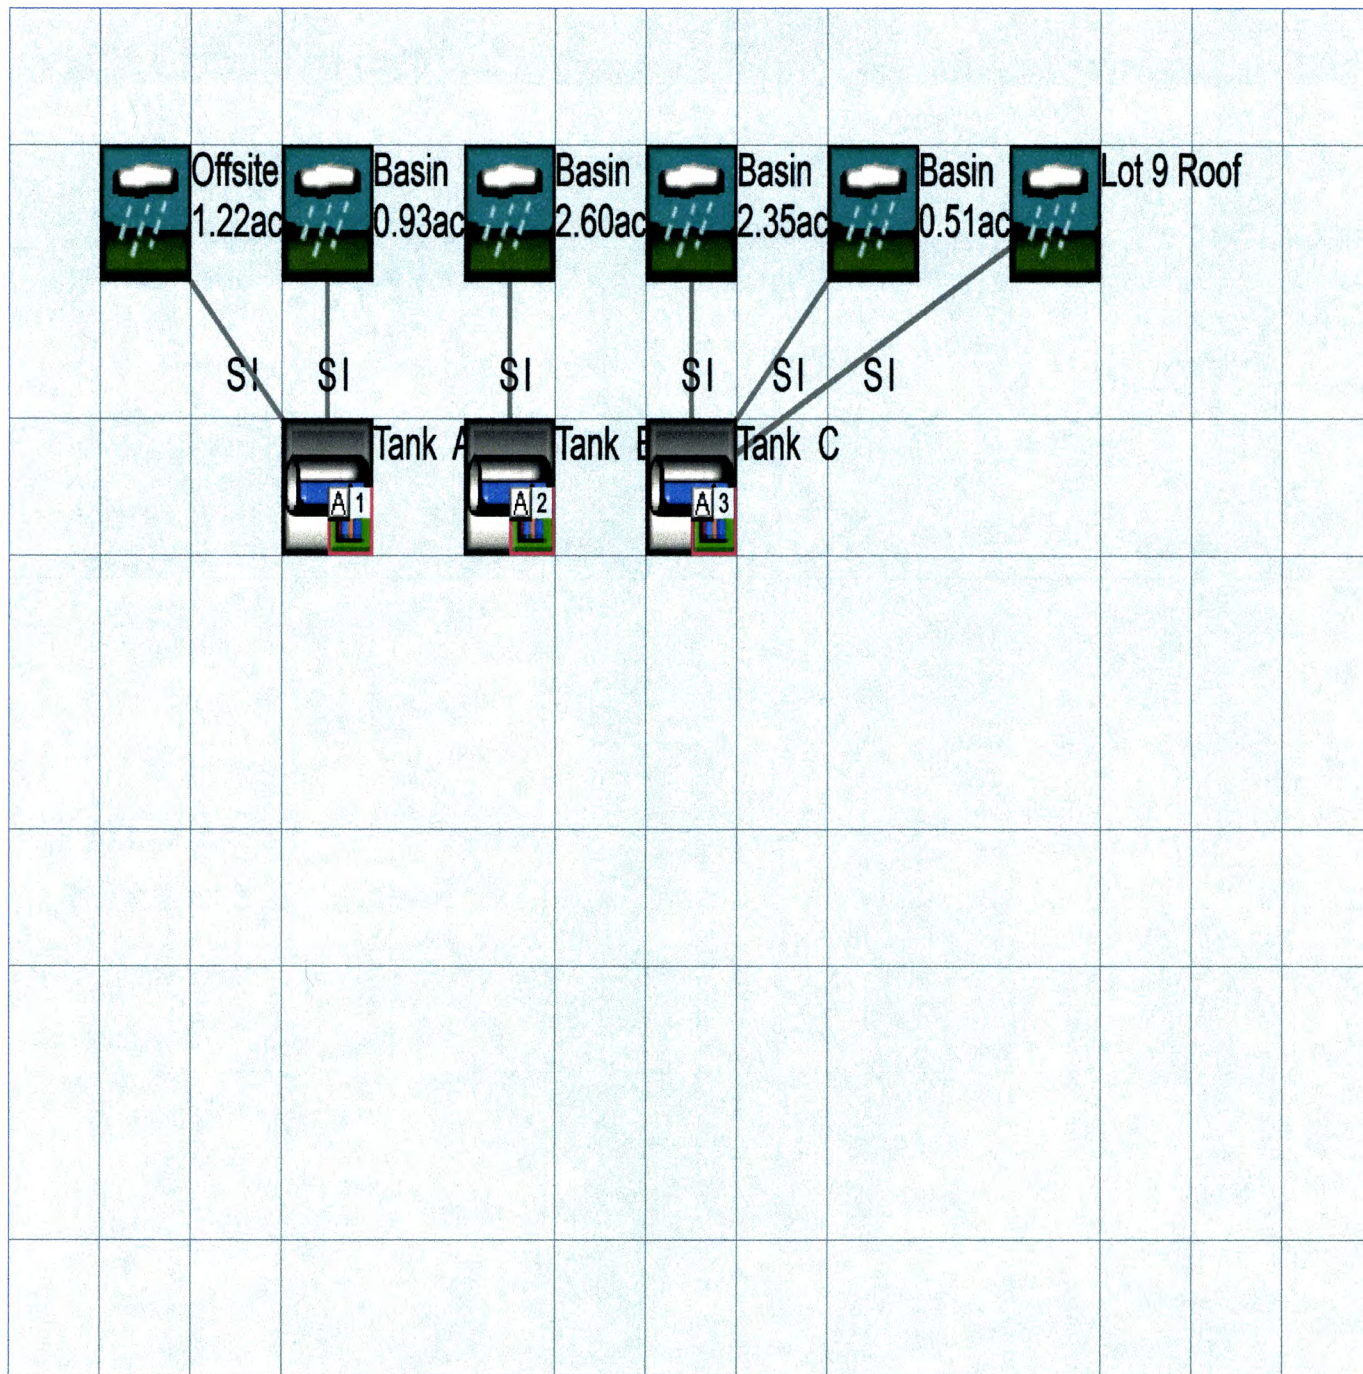 Offsite
1.22ac
Basin
0.93ac
Basin
2.60ac
Basin
2.35ac
Basin
0.51ac
Lot 9 Roof
SI
SI
SI
SI
SI
SI
Tank A
Tank B
Tank C
A 1
A 2
A 3